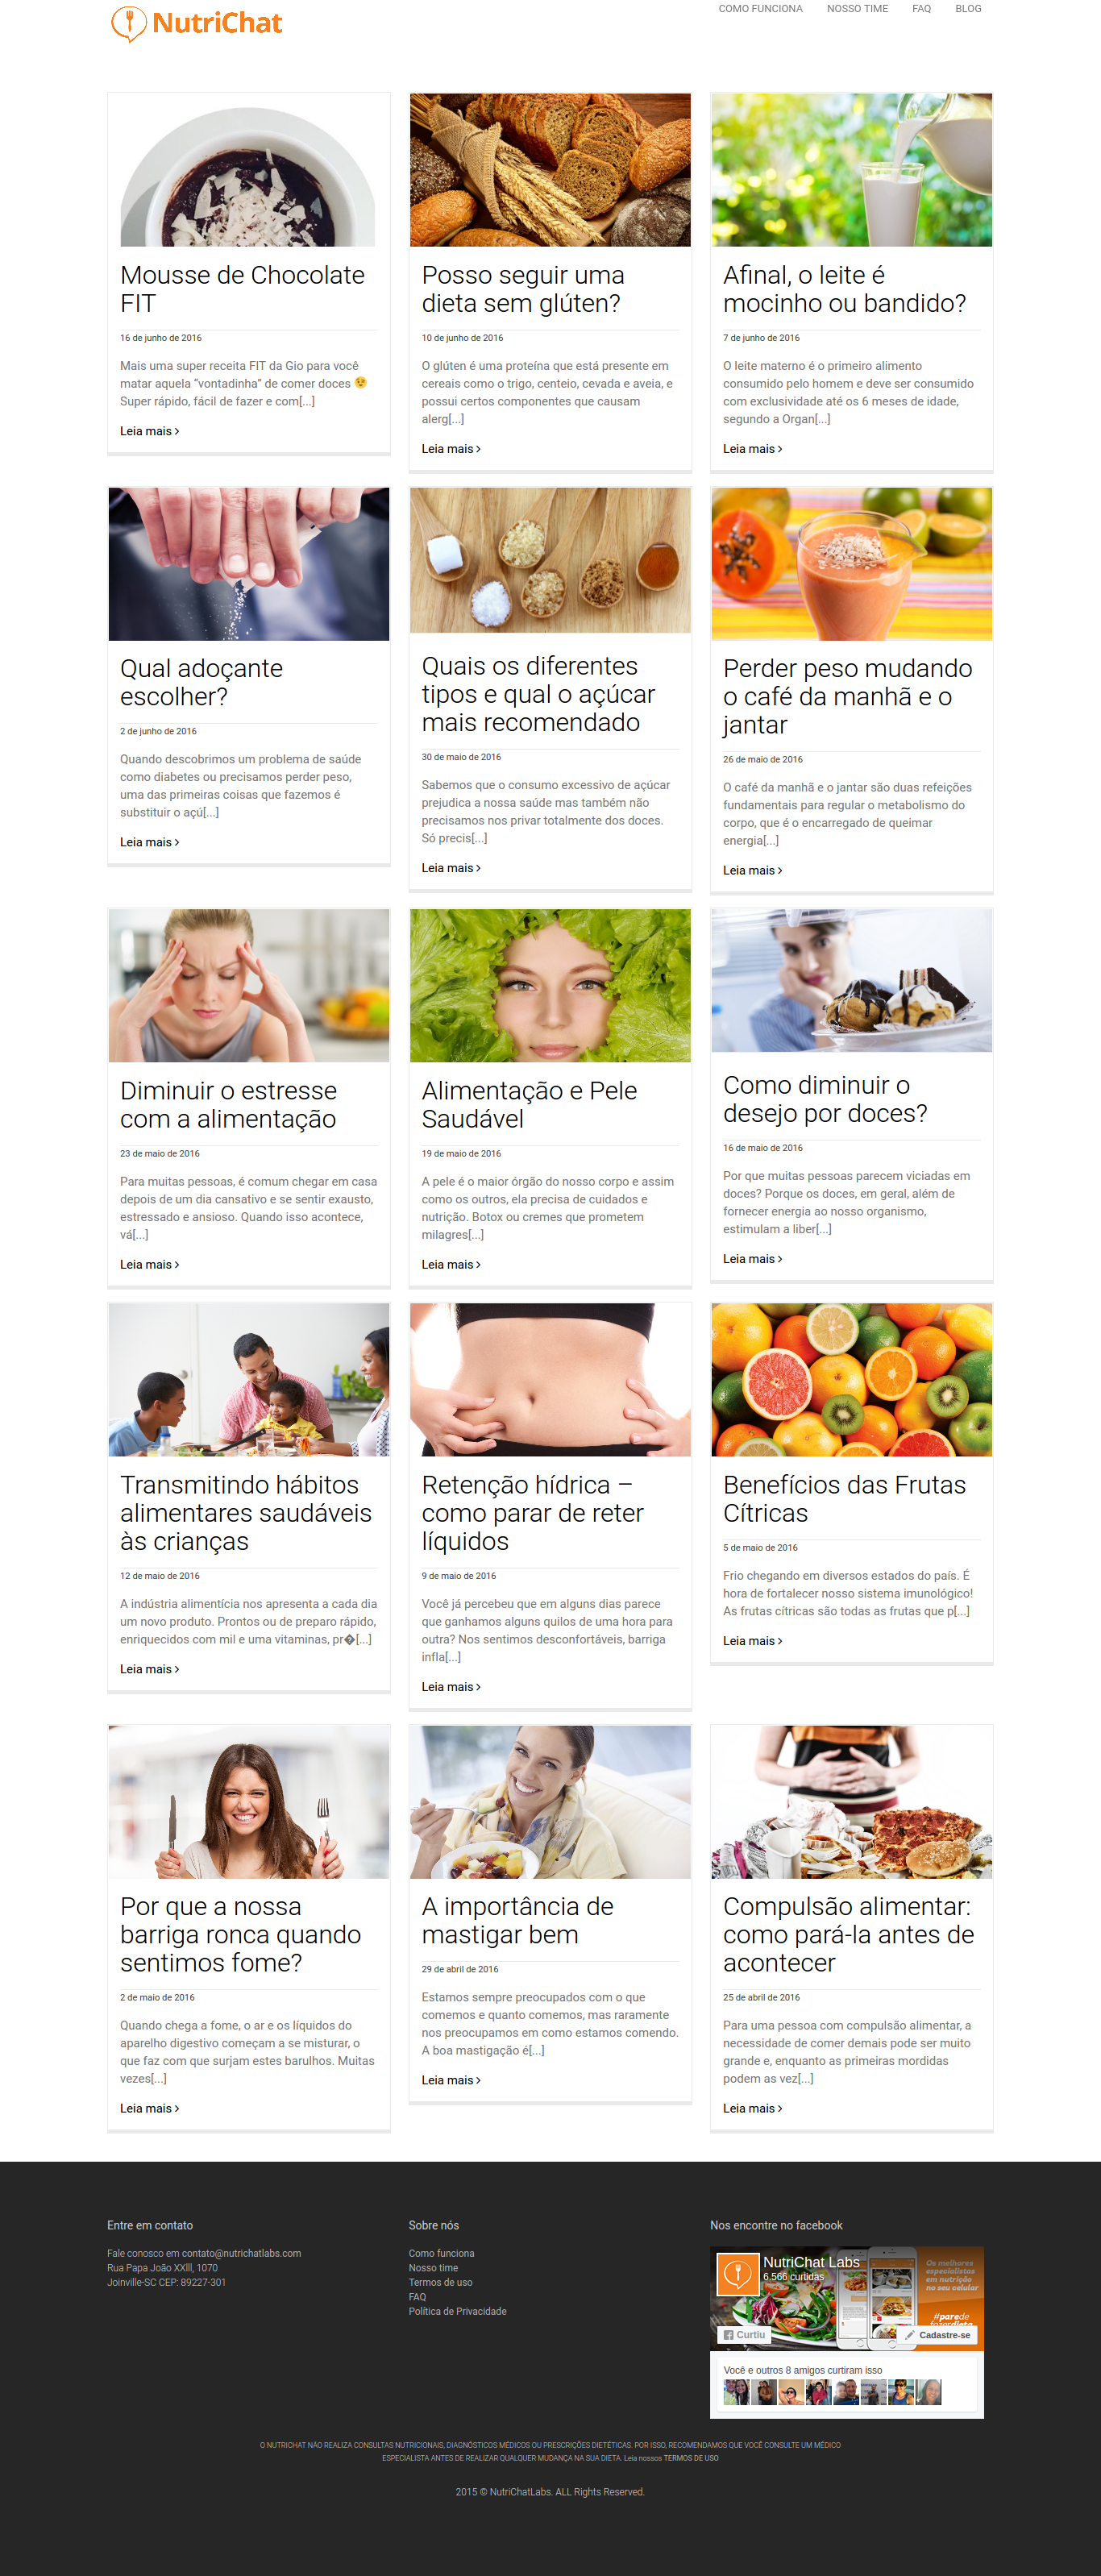 NutriChat
COMO FUNCIONA
NOSSO TIME
FAQ
BLOG
Mousse de Chocolate
FIT
16 de junho de 2016
Mais uma super receita FIT da Gio para você
matar aquela “vontadinha” de comer doces 😉
Super rápido, fácil de fazer e com[...]
Leia mais
Posso seguir uma
dieta sem glúten?
10 de junho de 2016
O glúten é uma proteína que está presente em
cereais como o trigo, centeio, cevada e aveia, e
possui certos componentes que causam
alerg[...]
Leia mais
Afinal, o leite é
mocinho ou bandido?
7 de junho de 2016
O leite materno é o primeiro alimento
consumido pelo homem e deve ser consumido
com exclusividade até os 6 meses de idade,
segundo a Organ[...]
Leia mais
Qual adoçante
escolher?
2 de junho de 2016
Quando descobrimos um problema de saúde
como diabetes ou precisamos perder peso,
uma das primeiras coisas que fazemos é
substituir o açú[...]
Leia mais
Quais os diferentes
tipos e qual o açúcar
mais recomendado
30 de maio de 2016
Sabemos que o consumo excessivo de açúcar
prejudica a nossa saúde mas também não
precisamos nos privar totalmente dos doces.
Só precis[...]
Leia mais
Perder peso mudando
o café da manhã e o
jantar
26 de maio de 2016
O café da manhã e o jantar são duas refeições
fundamentais para regular o metabolismo do
corpo, que é o encarregado de queimar
energia[...]
Leia mais
Diminuir o estresse
com a alimentação
23 de maio de 2016
Para muitas pessoas, é comum chegar em casa
depois de um dia cansativo e se sentir exausto,
estressado e ansioso. Quando isso acontece,
vá[...]
Leia mais
Alimentação e Pele
Saudável
19 de maio de 2016
A pele é o maior órgão do nosso corpo e assim
como os outros, ela precisa de cuidados e
nutrição. Botox ou cremes que prometem
milagres[...]
Leia mais
Como diminuir o
desejo por doces?
16 de maio de 2016
Por que muitas pessoas parecem viciadas em
doces? Porque os doces, em geral, além de
fornecer energia ao nosso organismo,
estimulam a liber[...]
Leia mais
Transmitindo hábitos
alimentares saudáveis
às crianças
12 de maio de 2016
A indústria alimentícia nos apresenta a cada dia
um novo produto. Prontos ou de preparo rápido,
enriquecidos com mil e uma vitaminas, pr�[...]
Leia mais
Retenção hídrica –
como parar de reter
líquidos
9 de maio de 2016
Você já percebeu que em alguns dias parece
que ganhamos alguns quilos de uma hora para
outra? Nos sentimos desconfortáveis, barriga
infla[...]
Leia mais
Benefícios das Frutas
Cítricas
5 de maio de 2016
Frio chegando em diversos estados do país. É
hora de fortalecer nosso sistema imunológico!
As frutas cítricas são todas as frutas que p[...]
Leia mais
Por que a nossa
barriga ronca quando
sentimos fome?
2 de maio de 2016
Quando chega a fome, o ar e os líquidos do
aparelho digestivo começam a se misturar, o
que faz com que surjam estes barulhos. Muitas
vezes[...]
Leia mais
A importância de
mastigar bem
29 de abril de 2016
Estamos sempre preocupados com o que
comemos e quanto comemos, mas raramente
nos preocupamos em como estamos comendo.
A boa mastigação é[...]
Leia mais
Compulsão alimentar:
como pará-la antes de
acontecer
25 de abril de 2016
Para uma pessoa com compulsão alimentar, a
necessidade de comer demais pode ser muito
grande e, enquanto as primeiras mordidas
podem as vez[...]
Leia mais
Entre em contato
Fale conosco em contato@nutrichatlabs.com
Rua Papa João XXlll, 1070
Joinville-SC CEP: 89227-301
Sobre nós
Como funciona
Nosso time
Termos de uso
FAQ
Política de Privacidade
Nos encontre no facebook
NutriChat Labs
6.566 curtidas
Os melhores
especialistas
em nutrição
no seu celular
#parede
Curtiu
Cadastre-se
Você e outros 8 amigos curtiram isso
O NUTRICHAT NÃO REALIZA CONSULTAS NUTRICIONAIS, DIAGNÓSTICOS MÉDICOS OU PRESCRIÇÕES DIETÉTICAS. POR ISSO, RECOMENDAMOS QUE VOCÊ CONSULTE UM MÉDICO
ESPECIALISTA ANTES DE REALIZAR QUALQUER MUDANÇA NA SUA DIETA. Leia nossos TERMOS DE USO
2015 © NutriChatLabs. ALL Rights Reserved.